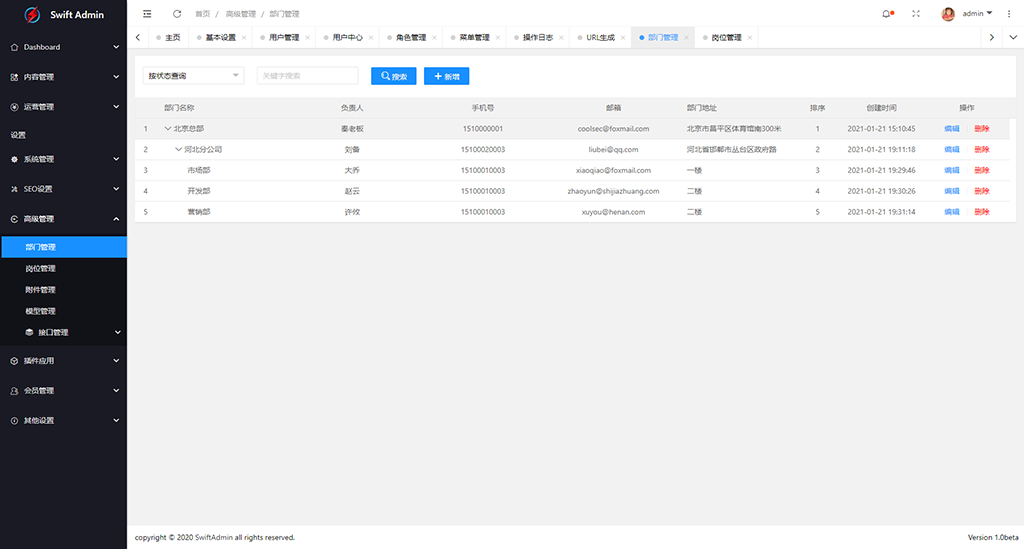 Swift Admin
首页 / 高级管理 / 部门管理
admin
主页 基本设置 用户管理 用户中心 角色管理 菜单管理 操作日志 URL生成 部门管理 岗位管理
Dashboard
内容管理
运营管理
设置
系统管理
SEO设置
高级管理
部门管理
岗位管理
附件管理
模型管理
接口管理
插件应用
会员管理
其他设置
按状态查询 关键字搜索 搜索 新增
部门名称 负责人 手机号 邮箱 部门地址 排序 创建时间 操作
1 北京总部 秦老板 1510000001 coolsec@foxmail.com 北京市昌平区体育馆南300米 1 2021-01-21 15:10:45 编辑 删除
2 河北分公司 刘备 15100020003 liubei@qq.com 河北省邯郸市丛台区政府路 2 2021-01-21 19:11:18 编辑 删除
3 市场部 大乔 15100010003 xiaoqiao@foxmail.com 一楼 3 2021-01-21 19:29:46 编辑 删除
4 开发部 赵云 15100010003 zhaoyun@shijiazhuang.com 二楼 4 2021-01-21 19:30:26 编辑 删除
5 营销部 许攸 15100010003 xuyou@henan.com 二楼 5 2021-01-21 19:31:14 编辑 删除
copyright © 2020 SwiftAdmin all rights reserved.
Version 1.0beta